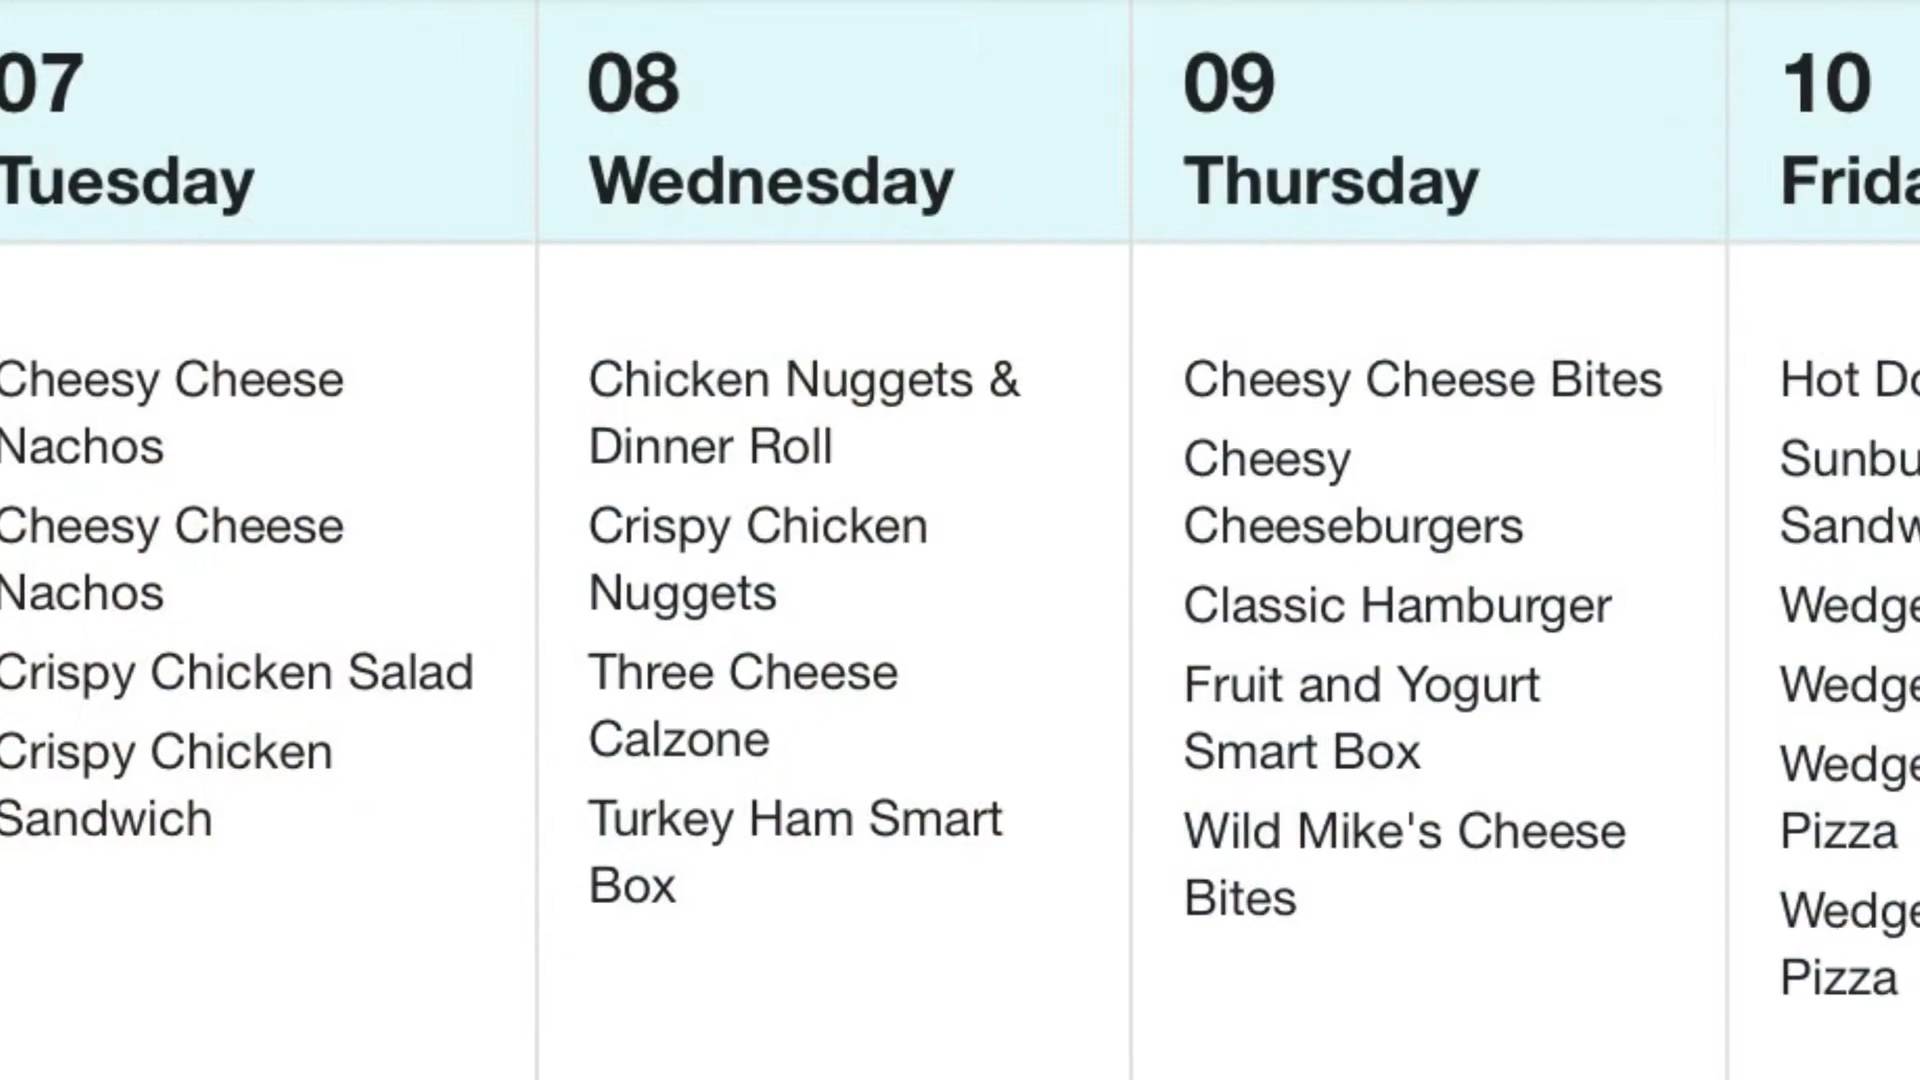 07
Tuesday
Cheesy Cheese
Nachos
Cheesy Cheese
Nachos
Crispy Chicken Salad
Crispy Chicken
Sandwich
08
Wednesday
Chicken Nuggets &
Dinner Roll
Crispy Chicken
Nuggets
Three Cheese
Calzone
Turkey Ham Smart
Box
09
Thursday
Cheesy Cheese Bites
Cheesy
Cheeseburgers
Classic Hamburger
Fruit and Yogurt
Smart Box
Wild Mike's Cheese
Bites
10
Hot
Pizza
Pizza